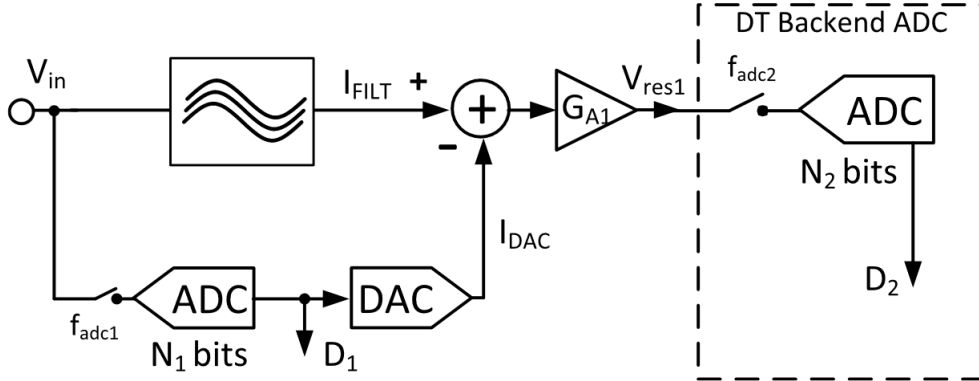 DT Backend ADC
V_in
I_FILT
+
+
-
G_A1
V_res1
f_adc2
ADC
N_2 bits
I_DAC
D_2
f_adc1
ADC
DAC
N_1 bits
D_1